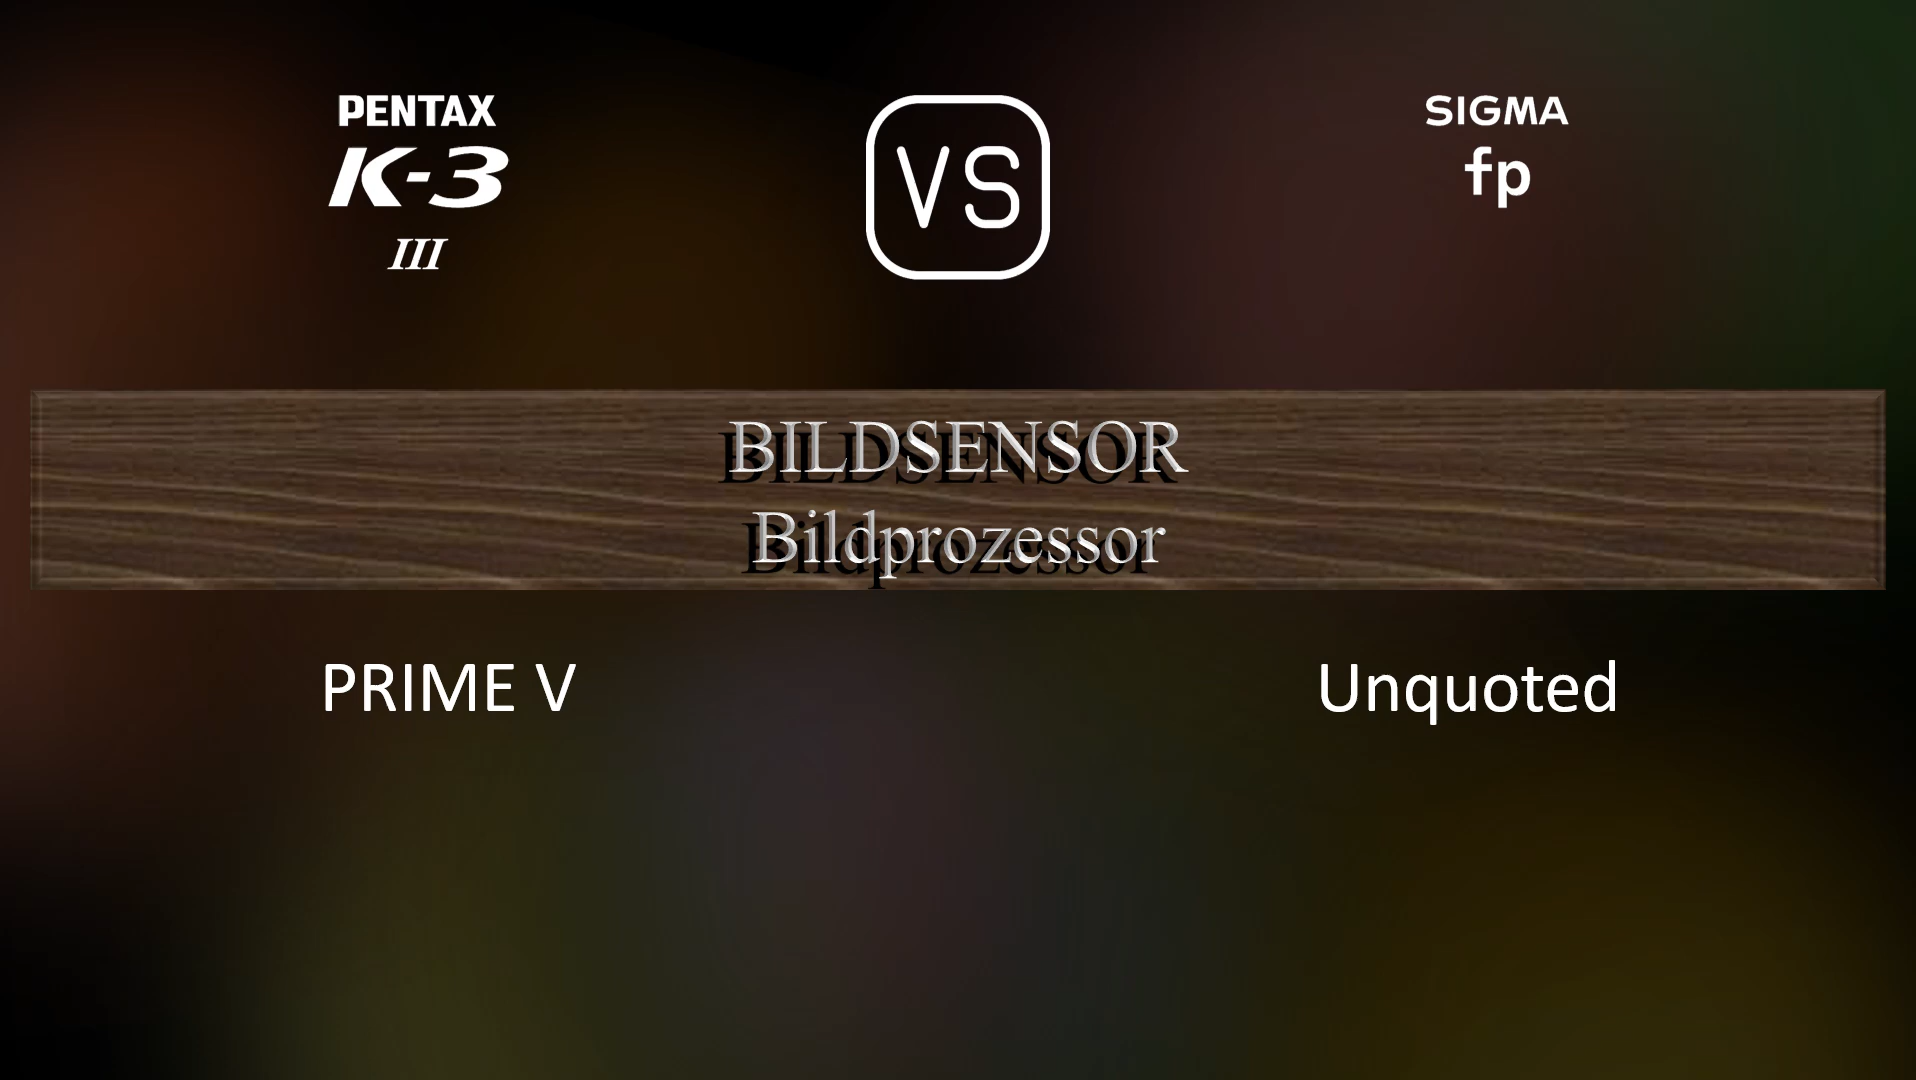 PENTAX
K-3
III
VS
SIGMA
fp
BILDSENSOR
Bildprozessor
PRIME V
Unquoted